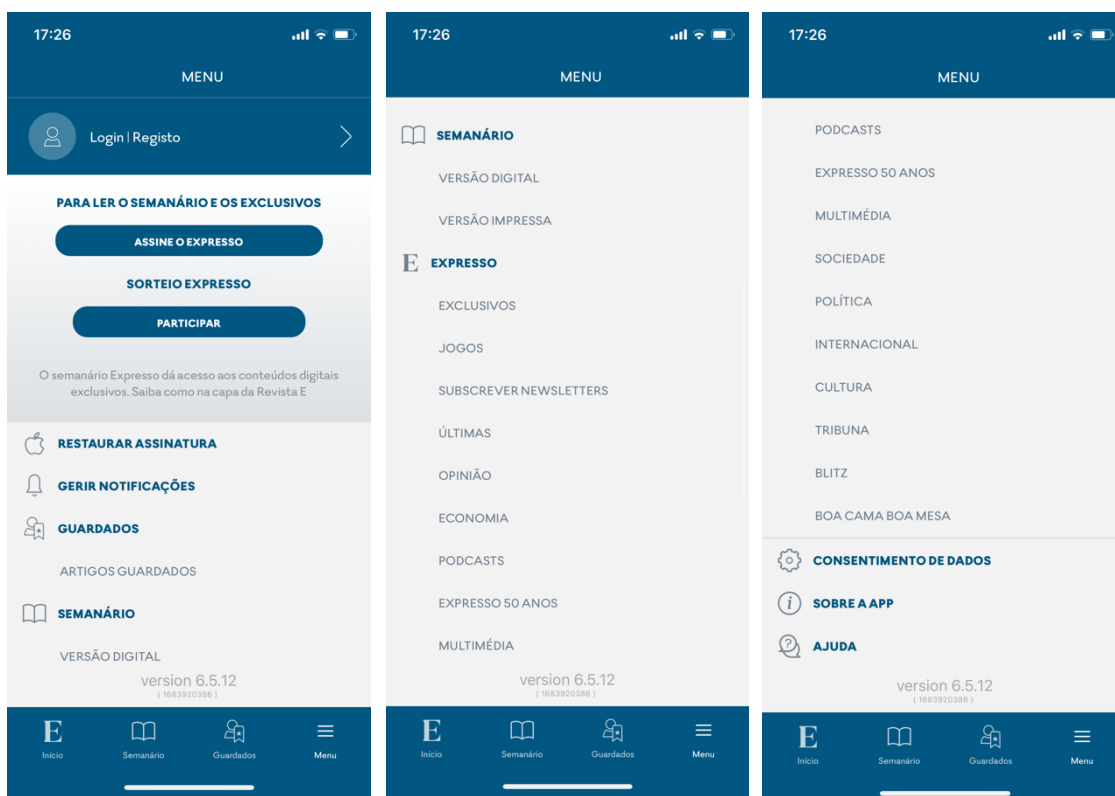 17:26
MENU
Login | Registo
PARA LER O SEMANÁRIO E OS EXCLUSIVOS
ASSINE O EXPRESSO
SORTEIO EXPRESSO
PARTICIPAR
O semanário Expresso dá acesso aos conteúdos digitais
exclusivos. Saiba como na capa da Revista E
RESTAURAR ASSINATURA
GERIR NOTIFICAÇÕES
GUARDADOS
ARTIGOS GUARDADOS
SEMANÁRIO
VERSÃO DIGITAL
version 6.5.12
( 1683920386 )
E
Início
Semanário
Guardados
Menu
17:26
MENU
SEMANÁRIO
VERSÃO DIGITAL
VERSÃO IMPRESSA
E EXPRESSO
EXCLUSIVOS
JOGOS
SUBSCREVER NEWSLETTERS
ÚLTIMAS
OPINIÃO
ECONOMIA
PODCASTS
EXPRESSO 50 ANOS
MULTIMÉDIA
version 6.5.12
( 1683920386 )
E
Início
Semanário
Guardados
Menu
17:26
MENU
PODCASTS
EXPRESSO 50 ANOS
MULTIMÉDIA
SOCIEDADE
POLÍTICA
INTERNACIONAL
CULTURA
TRIBUNA
BLITZ
BOA CAMA BOA MESA
CONSENTIMENTO DE DADOS
i SOBRE A APP
? AJUDA
version 6.5.12
( 1683920386 )
E
Início
Semanário
Guardados
Menu